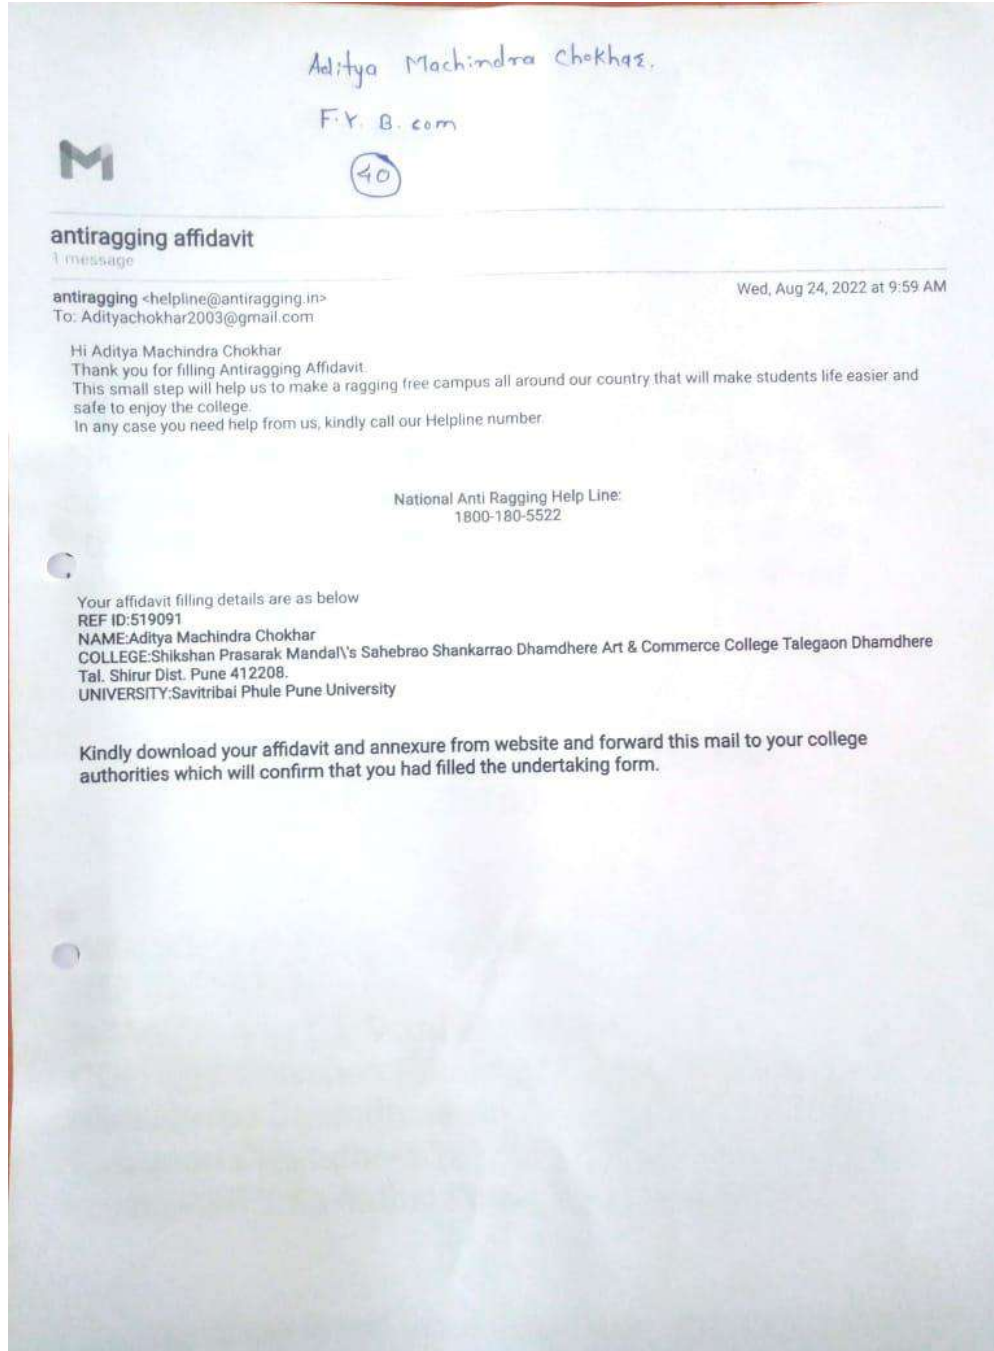 Aditya Machindra Chokhar.
F.Y. B. com
40
antiragging affidavit
1 message
antiragging <helpline@antiragging.in>
Wed, Aug 24, 2022 at 9:59 AM
To: Adityachokhar2003@gmail.com
Hi Aditya Machindra Chokhar
Thank you for filling Antiragging Affidavit.
This small step will help us to make a ragging free campus all around our country that will make students life easier and
safe to enjoy the college.
In any case you need help from us, kindly call our Helpline number.
National Anti Ragging Help Line:
1800-180-5522
Your affidavit filling details are as below
REF ID:519091
NAME:Aditya Machindra Chokhar
COLLEGE:Shikshan Prasarak Mandal\'s Sahebrao Shankarrao Dhamdhere Art & Commerce College Talegaon Dhamdhere
Tal. Shirur Dist. Pune 412208.
UNIVERSITY:Savitribai Phule Pune University
Kindly download your affidavit and annexure from website and forward this mail to your college
authorities which will confirm that you had filled the undertaking form.